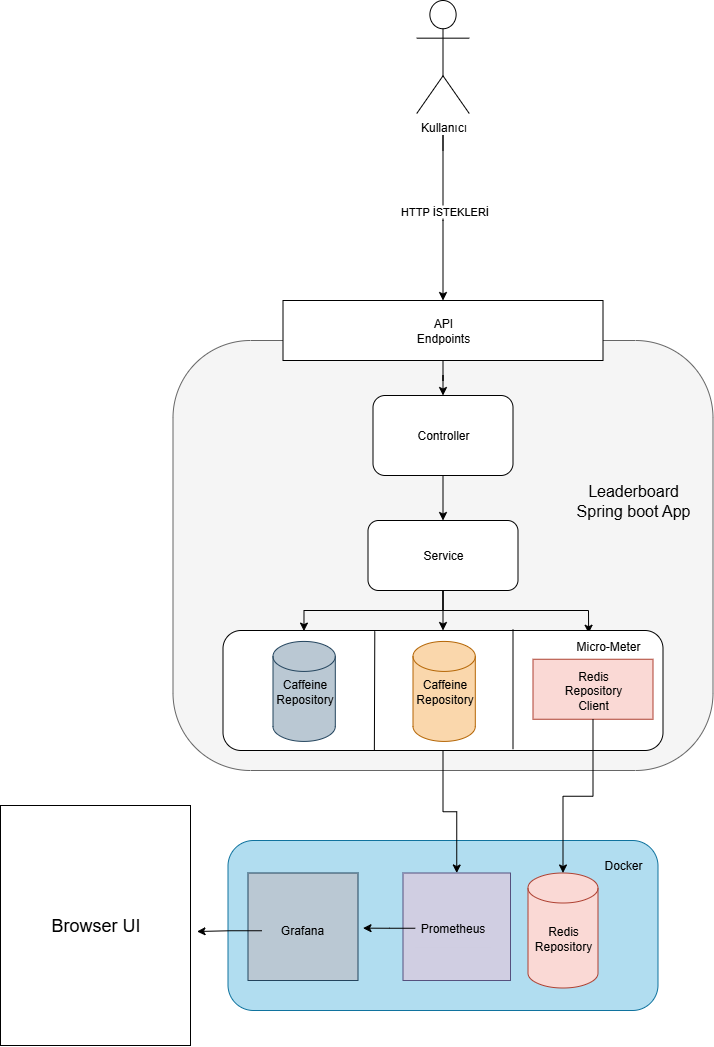 Kullanıcı
HTTP İSTEKLERİ
API
Endpoints
Controller
Leaderboard
Spring boot App
Service
Micro-Meter
Caffeine
Repository
Caffeine
Repository
Redis
Repository
Client
Docker
Browser UI
Grafana
Prometheus
Redis
Repository